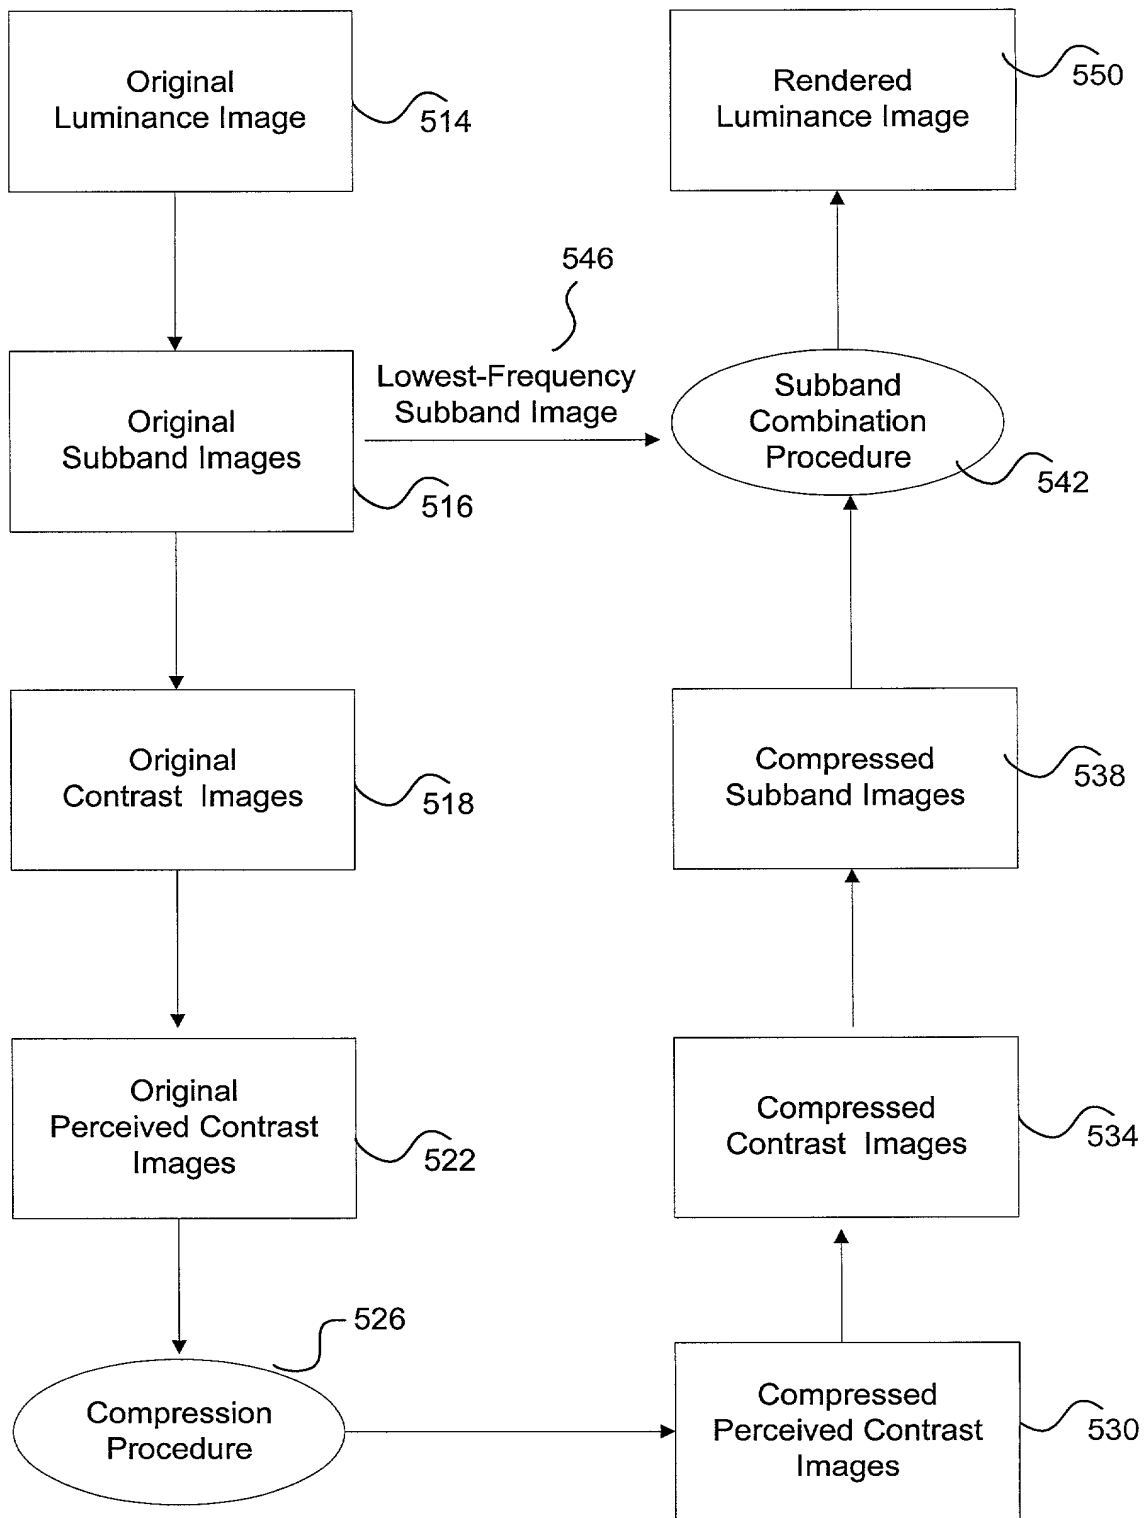 Original
Luminance Image
514
Rendered
Luminance Image
550
546
Lowest-Frequency
Subband Image
Original
Subband Images
516
Subband
Combination
Procedure
542
Original
Contrast Images
518
Compressed
Subband Images
538
Original
Perceived Contrast
Images
522
Compressed
Contrast Images
534
526
Compression
Procedure
Compressed
Perceived Contrast
Images
530